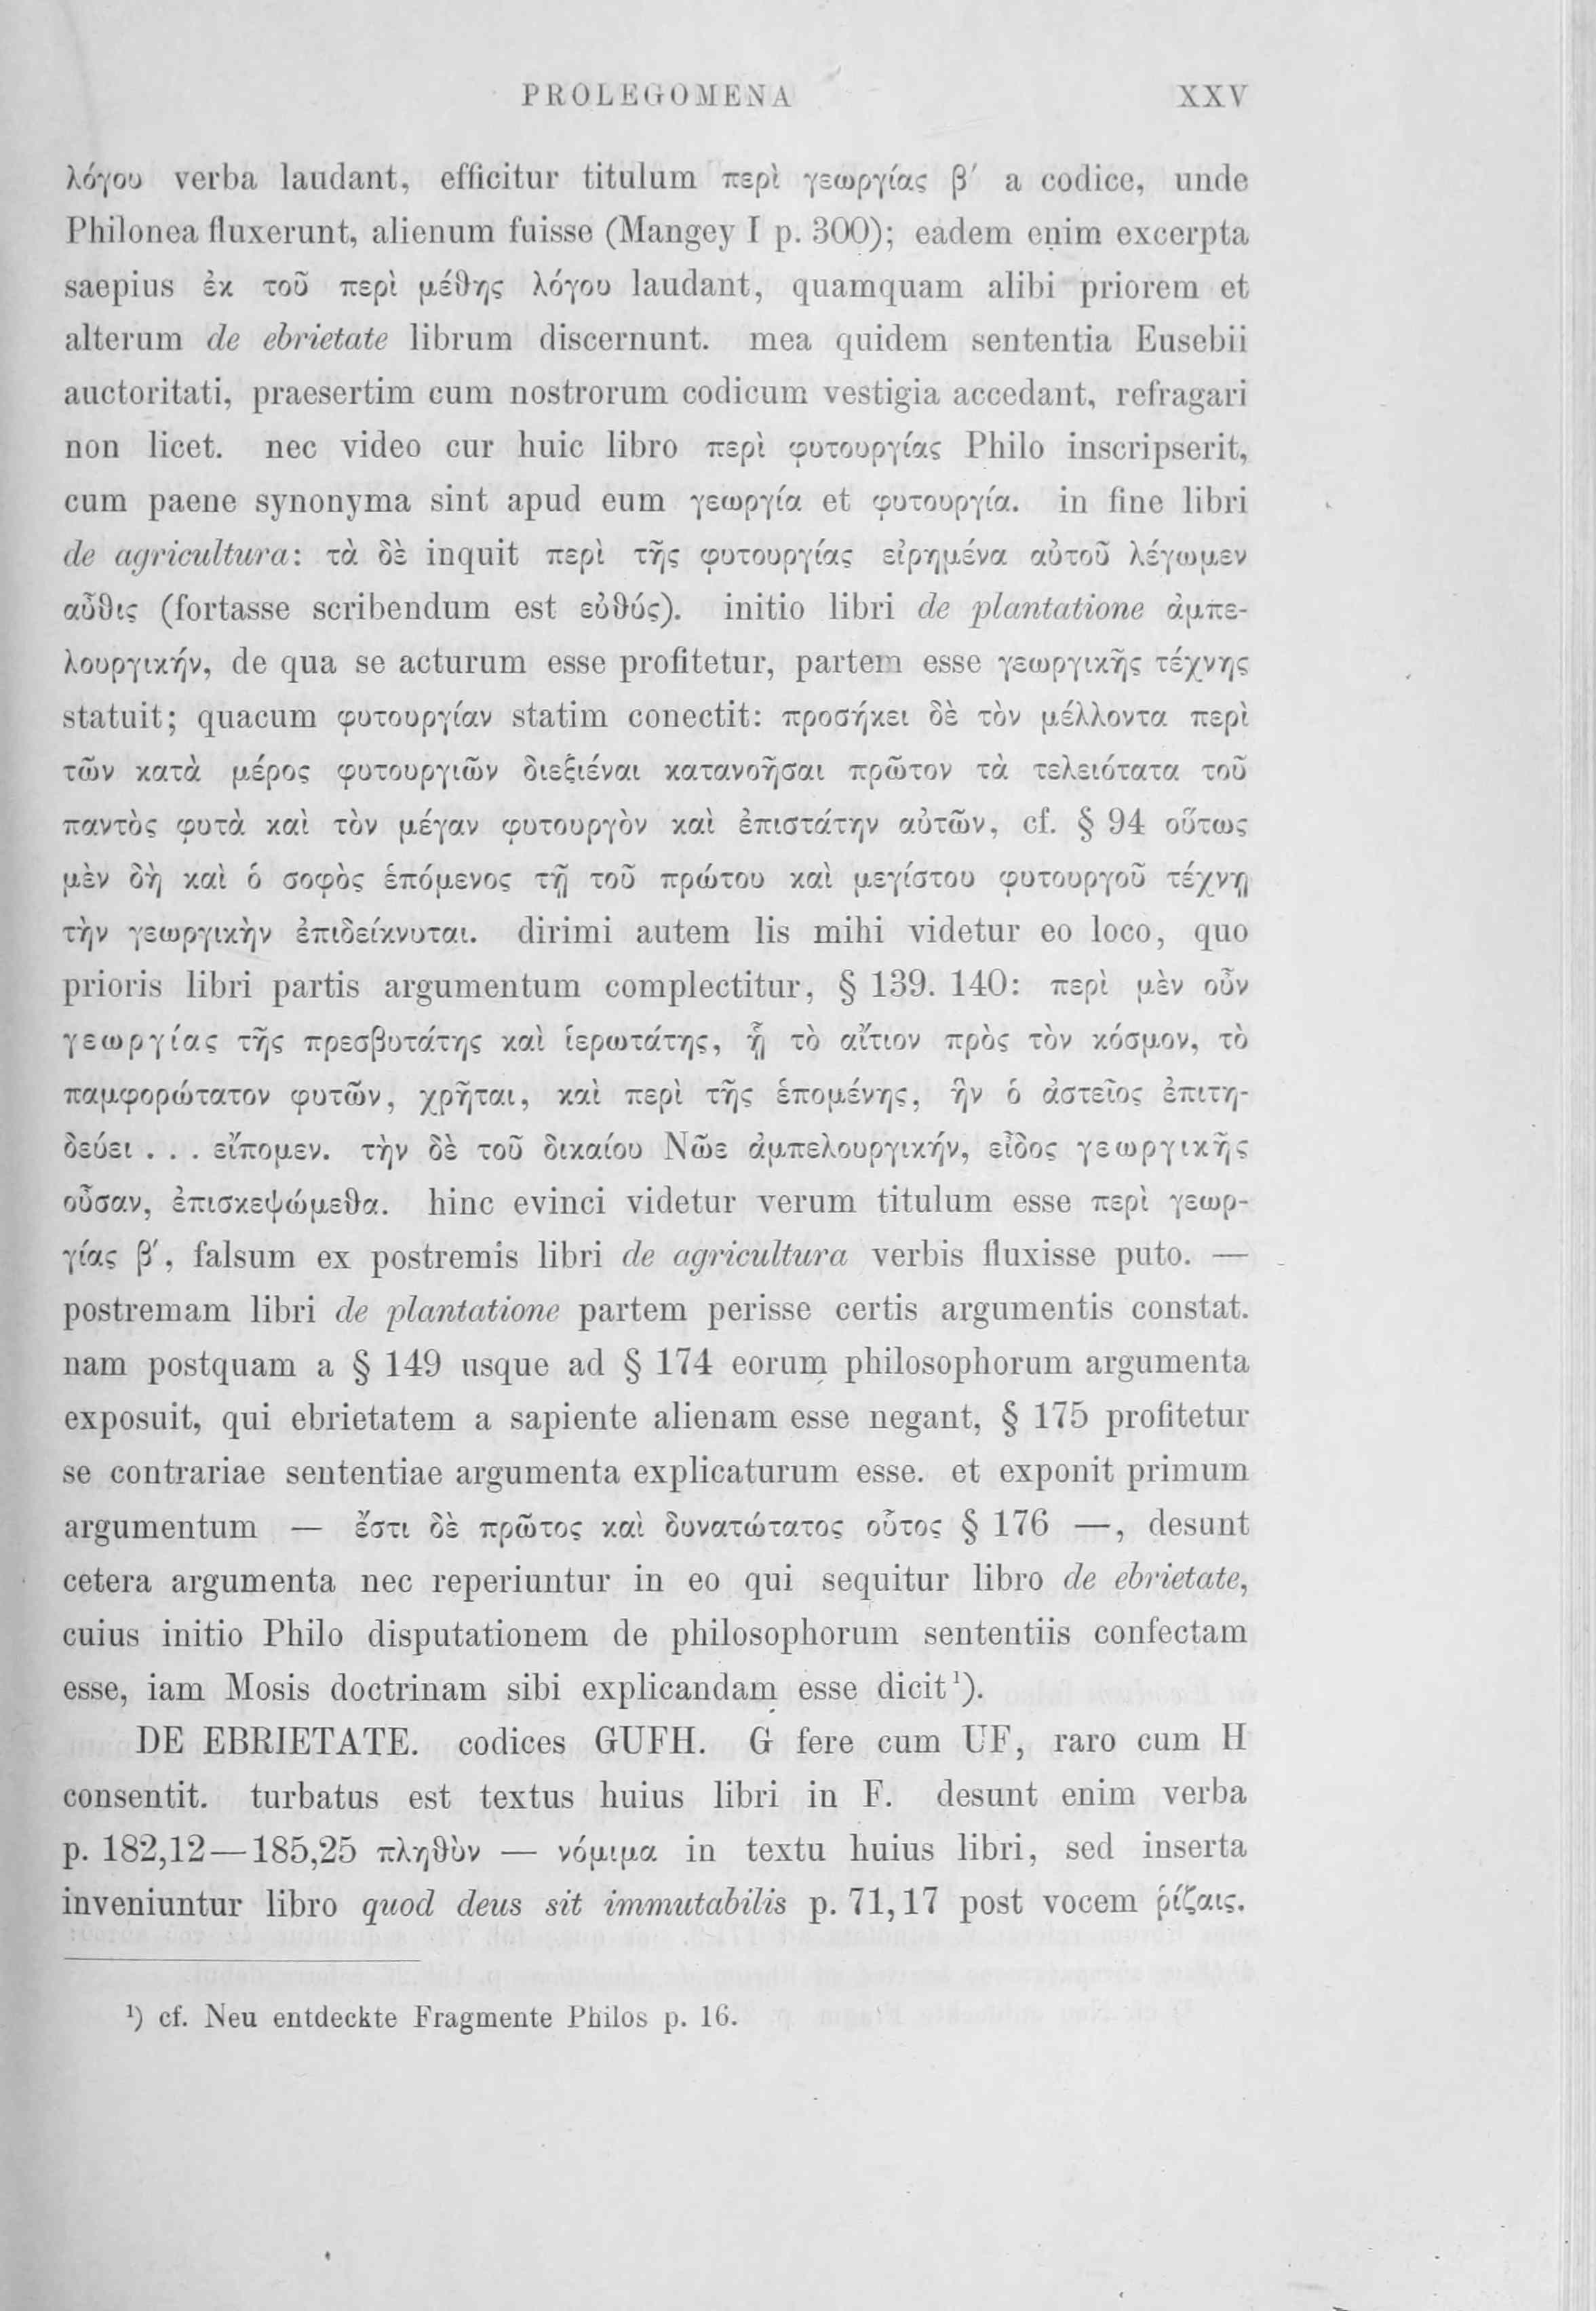 PROLEGOMENA XXV
λόγου verba laudant, efficitur titulum περὶ γεωργίας β′ a codice, unde
Philonea fluxerunt, alienum fuisse (Mangey I p. 300); eadem enim excerpta
saepius ἐκ τοῦ περὶ μέθης λόγου laudant, quamquam alibi priorem et
alterum de ebrietate librum discernunt. mea quidem sententia Eusebii
auctoritati, praesertim cum nostrorum codicum vestigia accedant, refragari
non licet. nec video cur huic libro περὶ φυτουργίας Philo inscripserit,
cum paene synonyma sint apud eum γεωργία et φυτουργία. in fine libri
de agricultura: τὰ δὲ inquit περὶ τῆς φυτουργίας εἰρημένα αὐτοῦ λέγωμεν
αὖθις (fortasse scribendum est εὐθύς). initio libri de plantatione ἀμπε-
λουργικήν, de qua se acturum esse profitetur, partem esse γεωργικῆς τέχνης
statuit; quacum φυτουργίαν statim conectit: προσήκει δὲ τὸν μέλλοντα περὶ
τῶν κατὰ μέρος φυτουργιῶν διεξιέναι κατανοῆσαι πρῶτον τὰ τελειότατα τοῦ
παντὸς φυτὰ καὶ τὸν μέγαν φυτουργὸν καὶ ἐπιστάτην αὐτῶν, cf. § 94 οὕτως
μὲν δὴ καὶ ὁ σοφὸς ἑπόμενος τῇ τοῦ πρώτου καὶ μεγίστου φυτουργοῦ τέχνῃ
τὴν γεωργικὴν ἐπιδείκνυται. dirimi autem lis mihi videtur eo loco, quo
prioris libri partis argumentum complectitur, § 139. 140: περὶ μὲν οὖν
γεωργίας τῆς πρεσβυτάτης καὶ ἱερωτάτης, ᾗ τὸ αἴτιον πρὸς τὸν κόσμον, τὸ
παμφορώτατον φυτῶν, χρῆται, καὶ περὶ τῆς ἑπομένης, ἣν ὁ ἀστεῖος ἐπιτη-
δεύει . . . εἴπομεν. τὴν δὲ τοῦ δικαίου Νῶε ἀμπελουργικήν, εἶδος γεωργικῆς
οὖσαν, ἐπισκεψώμεθα. hinc evinci videtur verum titulum esse περὶ γεωρ-
γίας β′, falsum ex postremis libri de agricultura verbis fluxisse puto. —
postremam libri de plantatione partem perisse certis argumentis constat.
nam postquam a § 149 usque ad § 174 eorum philosophorum argumenta
exposuit, qui ebrietatem a sapiente alienam esse negant, § 175 profitetur
se contrariae sententiae argumenta explicaturum esse. et exponit primum
argumentum — ἔστι δὲ πρῶτος καὶ δυνατώτατος οὗτος § 176 —, desunt
cetera argumenta nec reperiuntur in eo qui sequitur libro de ebrietate,
cuius initio Philo disputationem de philosophorum sententiis confectam
esse, iam Mosis doctrinam sibi explicandam esse dicit¹).
DE EBRIETATE. codices GUFH. G fere cum UF, raro cum H
consentit. turbatus est textus huius libri in F. desunt enim verba
p. 182,12—185,25 πληθὺν — νόμιμα in textu huius libri, sed inserta
inveniuntur libro quod deus sit immutabilis p. 71,17 post vocem ῥίζαις.
¹) cf. Neu entdeckte Fragmente Philos p. 16.